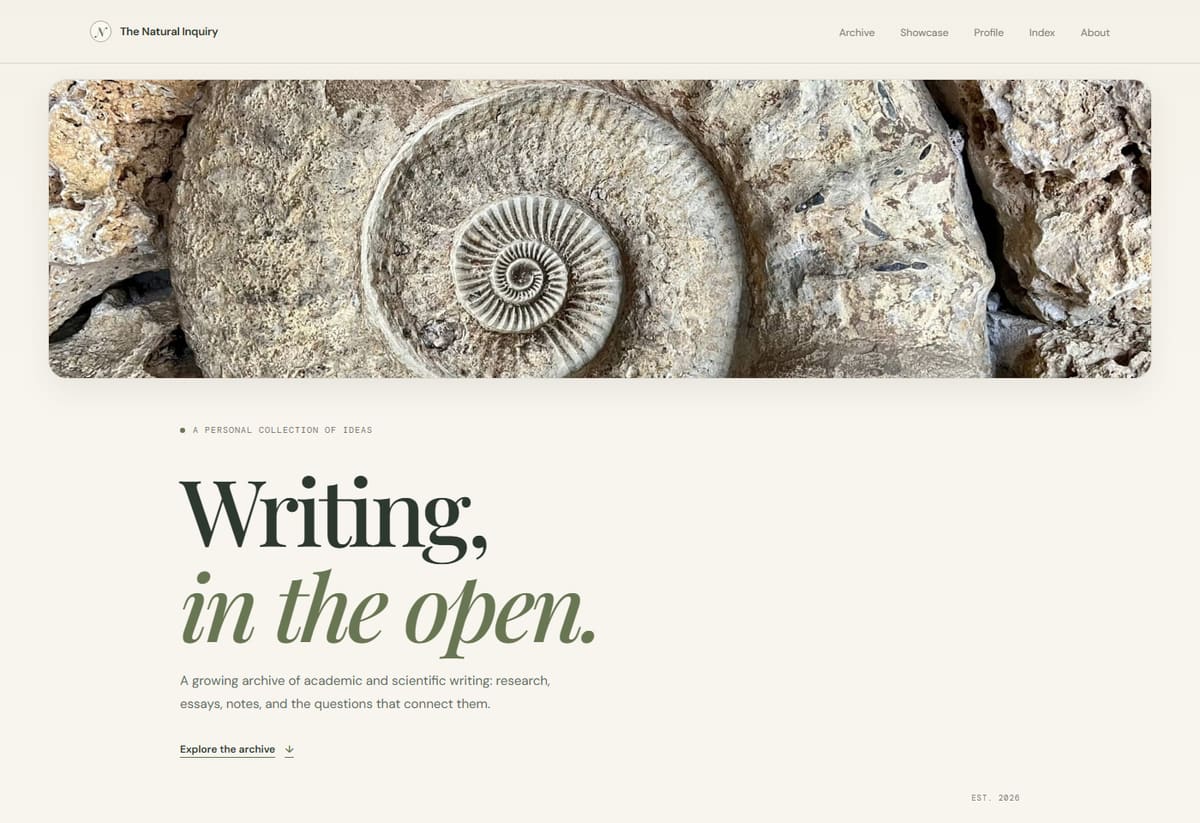 N
The Natural Inquiry
Archive Showcase Profile Index About
A PERSONAL COLLECTION OF IDEAS
Writing,
in the open.
A growing archive of academic and scientific writing: research,
essays, notes, and the questions that connect them.
Explore the archive ↓
EST. 2026